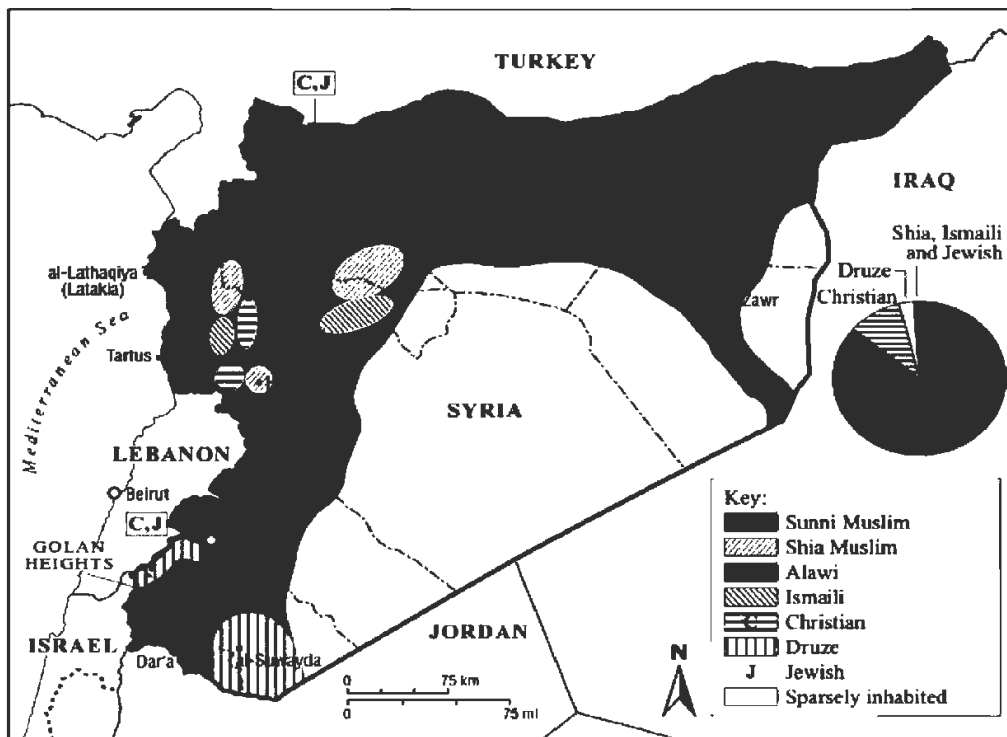 TURKEY
C,J
IRAQ
Shia, Ismaili
and Jewish
Druze
Christian
al-Lathaqiya
(Latakia)
Zawr
Mediterranean Sea
Tartus
SYRIA
LEBANON
Beirut
C,J
GOLAN
HEIGHTS
ISRAEL
Dar'a
al-Suwayda
JORDAN
0 75 km
0 75 mi
N
Key:
Sunni Muslim
Shia Muslim
Alawi
Ismaili
C Christian
Druze
J Jewish
Sparsely inhabited